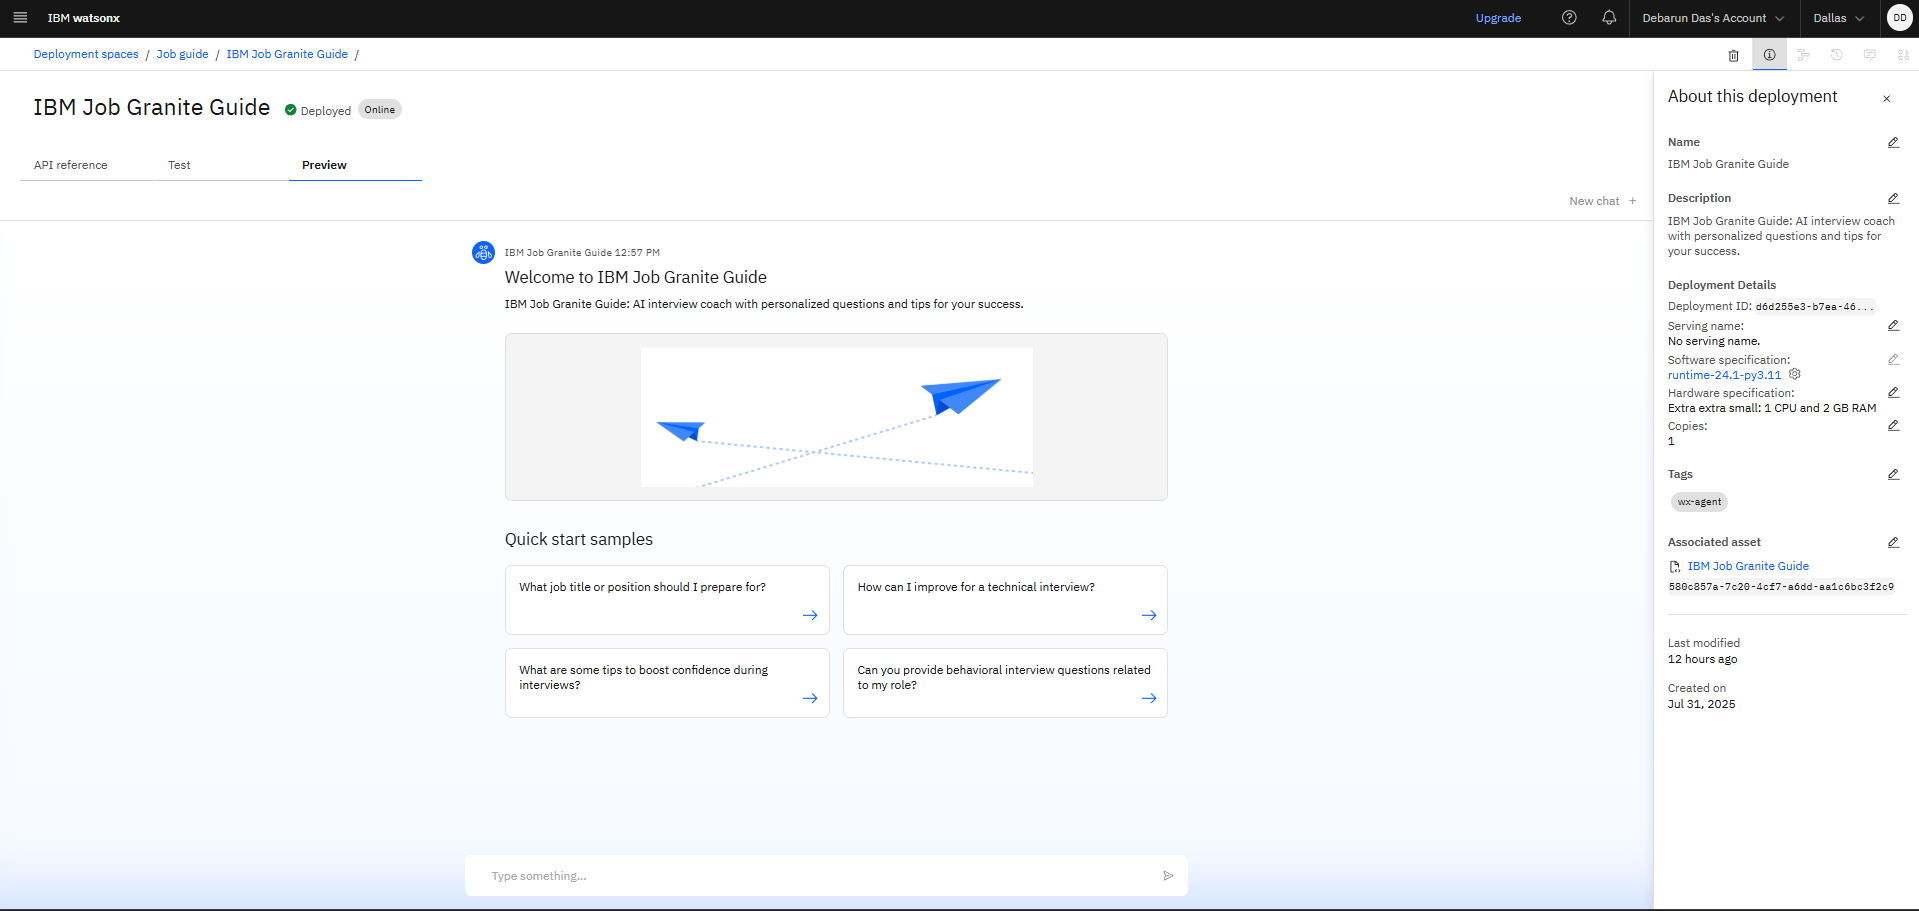 IBM watsonx
Upgrade
Debarun Das's Account
Dallas
DD
Deployment spaces / Job guide / IBM Job Granite Guide /
IBM Job Granite Guide
Deployed
Online
API reference
Test
Preview
New chat +
IBM Job Granite Guide 12:57 PM
Welcome to IBM Job Granite Guide
IBM Job Granite Guide: AI interview coach with personalized questions and tips for your success.
Quick start samples
What job title or position should I prepare for?
How can I improve for a technical interview?
What are some tips to boost confidence during
interviews?
Can you provide behavioral interview questions related
to my role?
Type something...
About this deployment
Name
IBM Job Granite Guide
Description
IBM Job Granite Guide: AI interview coach
with personalized questions and tips for
your success.
Deployment Details
Deployment ID: d6d255e3-b7ea-46...
Serving name:
No serving name.
Software specification:
runtime-24.1-py3.11
Hardware specification:
Extra extra small: 1 CPU and 2 GB RAM
Copies:
1
Tags
wx-agent
Associated asset
IBM Job Granite Guide
580c857a-7c20-4cf7-a6dd-aa1c6bc3f2c9
Last modified
12 hours ago
Created on
Jul 31, 2025